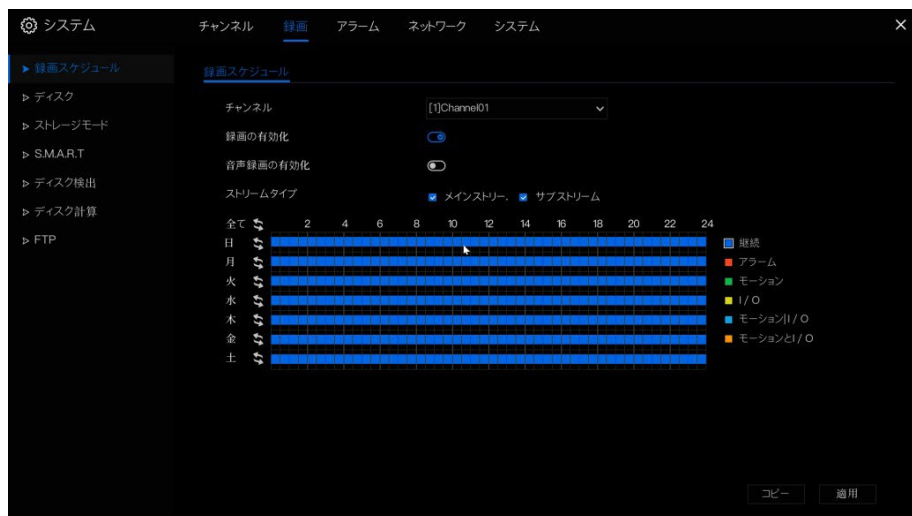 システム
チャンネル 録画 アラーム ネットワーク システム
録画スケジュール
ディスク
ストレージモード
S.M.A.R.T
ディスク検出
ディスク計算
FTP
録画スケジュール
チャンネル [1]Channel01
録画の有効化
音声録画の有効化
ストリームタイプ メインストリー. サブストリーム
全て 2 4 6 8 10 12 14 16 18 20 22 24
日
月
火
水
木
金
土
継続
アラーム
モーション
I / O
モーション|I / O
モーションとI / O
コピー 適用